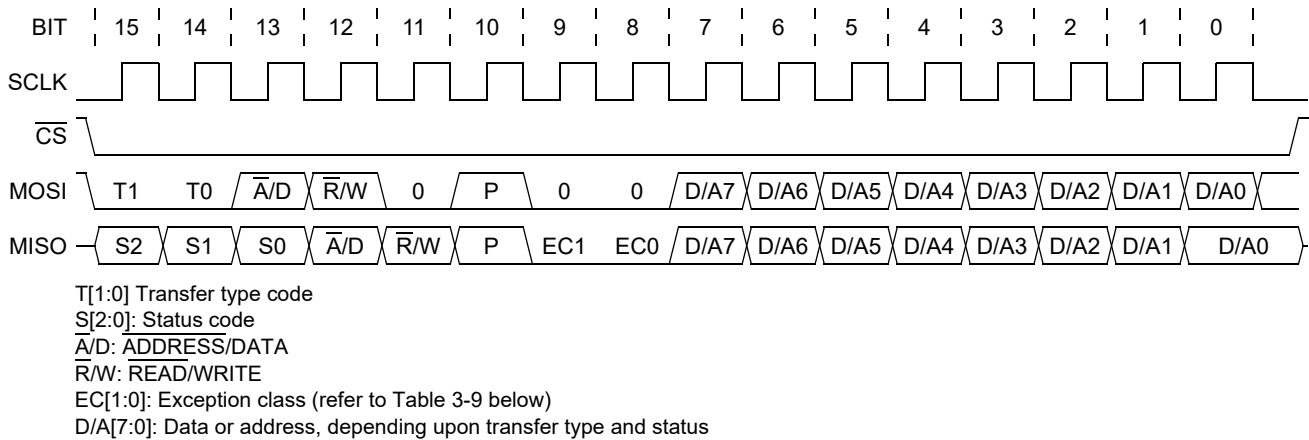 BIT 15 14 13 12 11 10 9 8 7 6 5 4 3 2 1 0
SCLK
C̅S̅
MOSI T1 T0 A̅/D R̅/W 0 P 0 0 D/A7 D/A6 D/A5 D/A4 D/A3 D/A2 D/A1 D/A0
MISO S2 S1 S0 A̅/D R̅/W P EC1 EC0 D/A7 D/A6 D/A5 D/A4 D/A3 D/A2 D/A1 D/A0
T[1:0] Transfer type code
S[2:0]: Status code
A̅/D: A̅D̅D̅R̅E̅S̅S̅/DATA
R̅/W: R̅E̅A̅D̅/WRITE
EC[1:0]: Exception class (refer to Table 3-9 below)
D/A[7:0]: Data or address, depending upon transfer type and status